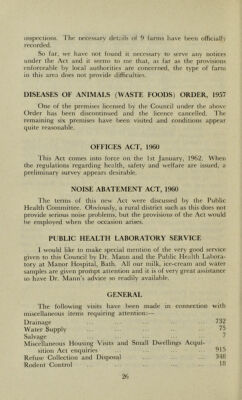 inspections. The necessary details of 9 farms have been officially
recorded.
So far, we have not found it necessary to serve any notices
under the Act and it seems to me that, as far as the provisions
enforceable by local authorities are concerned, the type of farm
in this area does not provide difficulties.
DISEASES OF ANIMALS (WASTE FOODS) ORDER, 1957
One of the premises licensed by the Council under the above
Order has been discontinued and the licence cancelled. The
remaining six premises have been visited and conditions appear
quite reasonable.
OFFICES ACT, 1960
This Act comes into force on the 1st January, 1962. When
the regulations regarding health, safety and welfare are issued, a
preliminary survey appears desirable.
NOISE ABATEMENT ACT, 1960
The terms of this new Act were discussed by the Public
Health Committee. Obviously, a rural district such as this does not
provide serious noise problems, but the provisions of the Act would
be employed when the occasion arises.
PUBLIC HEALTH LABORATORY SERVICE
I would like to make special mention of the very good service
given to this Council by Dr. Mann and the Public Health Labora-
tory at Manor Hospital, Bath. All our milk, ice-cream and water
samples are given prompt attention and it is of very great assistance
to have Dr. Mann's advice so readily available.
GENERAL
The following visits have been made in connection with
miscellaneous items requiring attention:—
Drainage ... 732
Water Supply ... 75
Salvage ... 7
Miscellaneous Housing Visits and Small Dwellings Acqui-
sition Act enquiries ... 915
Refuse Collection and Disposal ... 348
Rodent Control ... 18
26